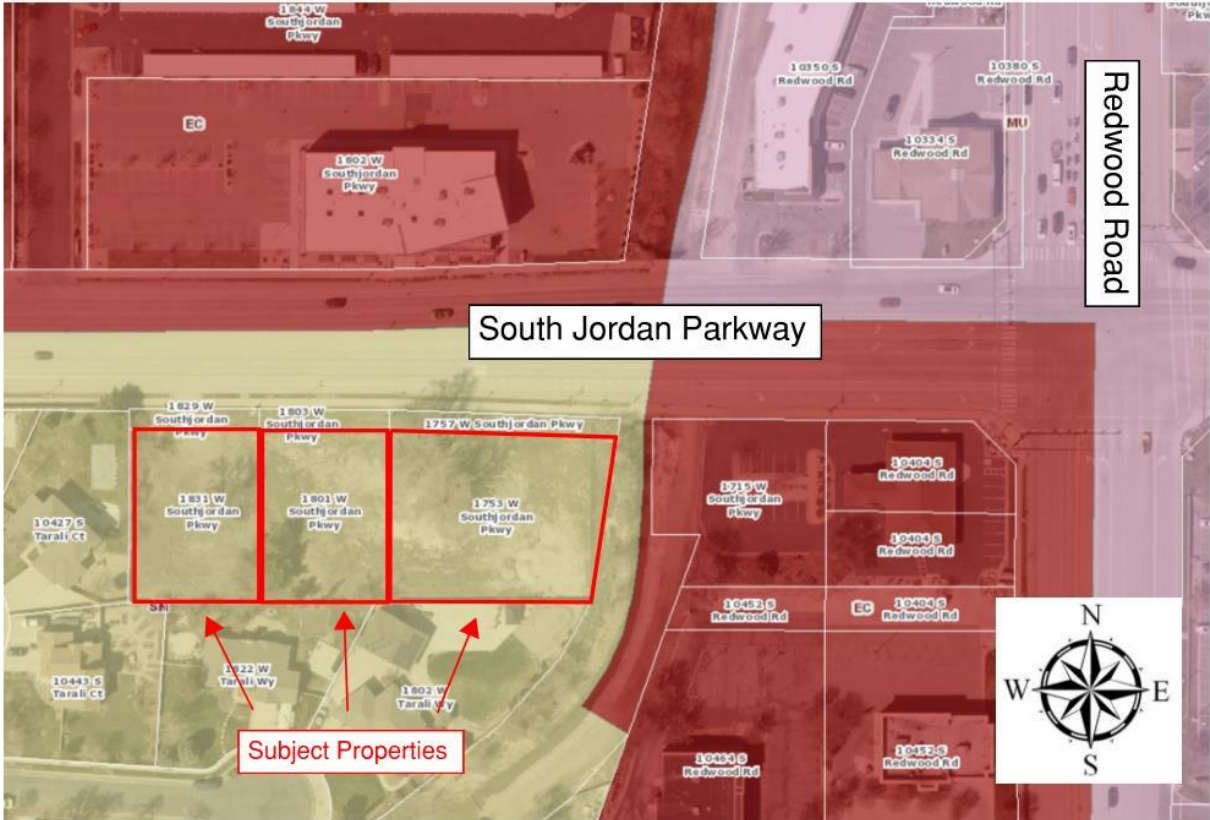 1844 W
Southjordan
Pkwy
Redwood Rd
Pkw
10350 S
Redwood Rd
10380 S
Redwood Rd
Redwood Road
EC
MU
1802 W
Southjordan
Pkwy
10334 S
Redwood Rd
South Jordan Parkway
1829 W
Southjordan
Pkwy
1803 W
Southjordan
Pkwy
1757 W Southjordan Pkwy
1831 W
Southjordan
Pkwy
1801 W
Southjordan
Pkwy
1753 W
Southjordan
Pkwy
10427 S
Tarali Ct
10404 S
Redwood Rd
1715 W
Southjordan
Pkwy
10404 S
Redwood Rd
10452 S
Redwood Rd
EC
10404 S
Redwood Rd
10443 S
Tarali Ct
1822 W
Tarali Wy
1802 W
Tarali Wy
Subject Properties
10464 S
Redwood Rd
10452 S
Redwood Rd
N
W
E
S